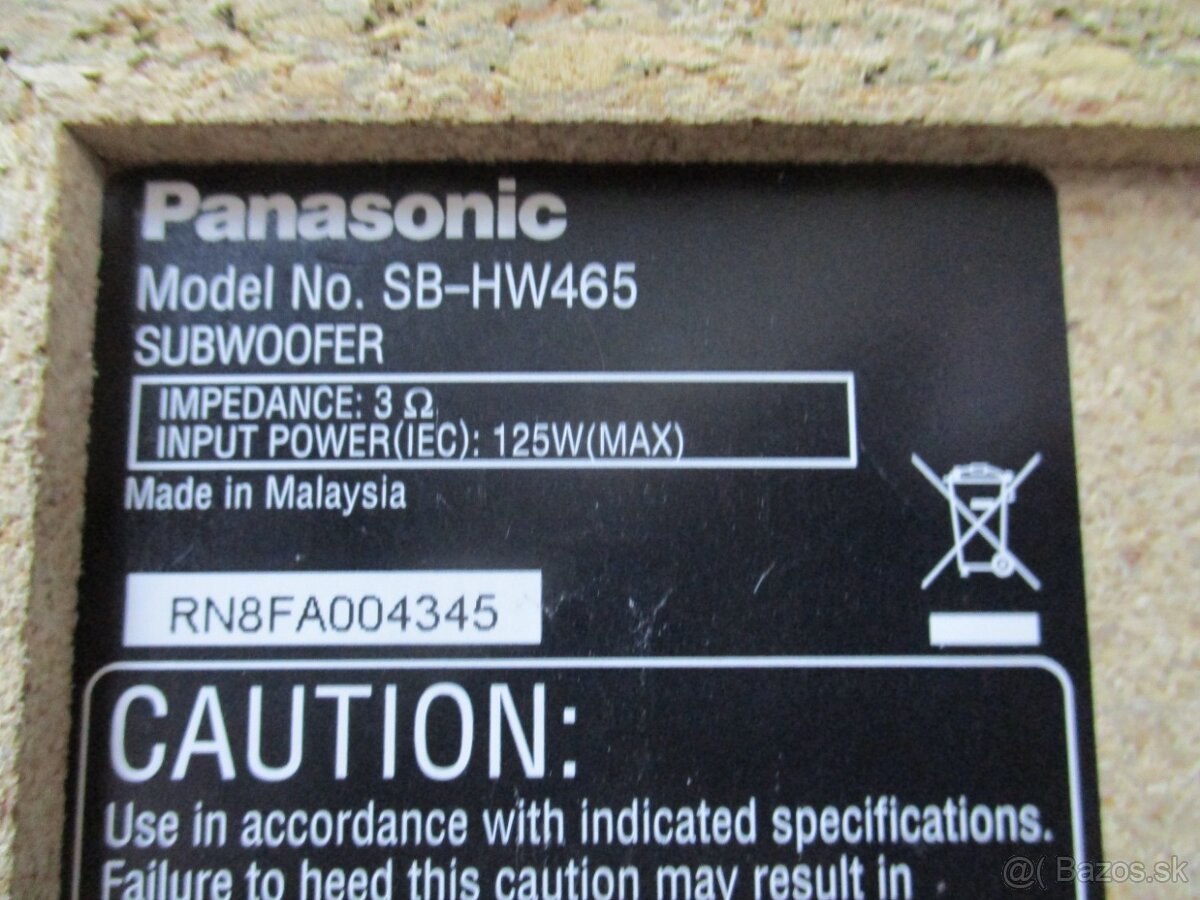 Panasonic
Model No. SB-HW465
SUBWOOFER
IMPEDANCE: 3 Ω
INPUT POWER(IEC): 125W(MAX)
Made in Malaysia
RN8FA004345
CAUTION:
Use in accordance with indicated specifications.
Failure to heed this caution may result in
@( Bazos.sk